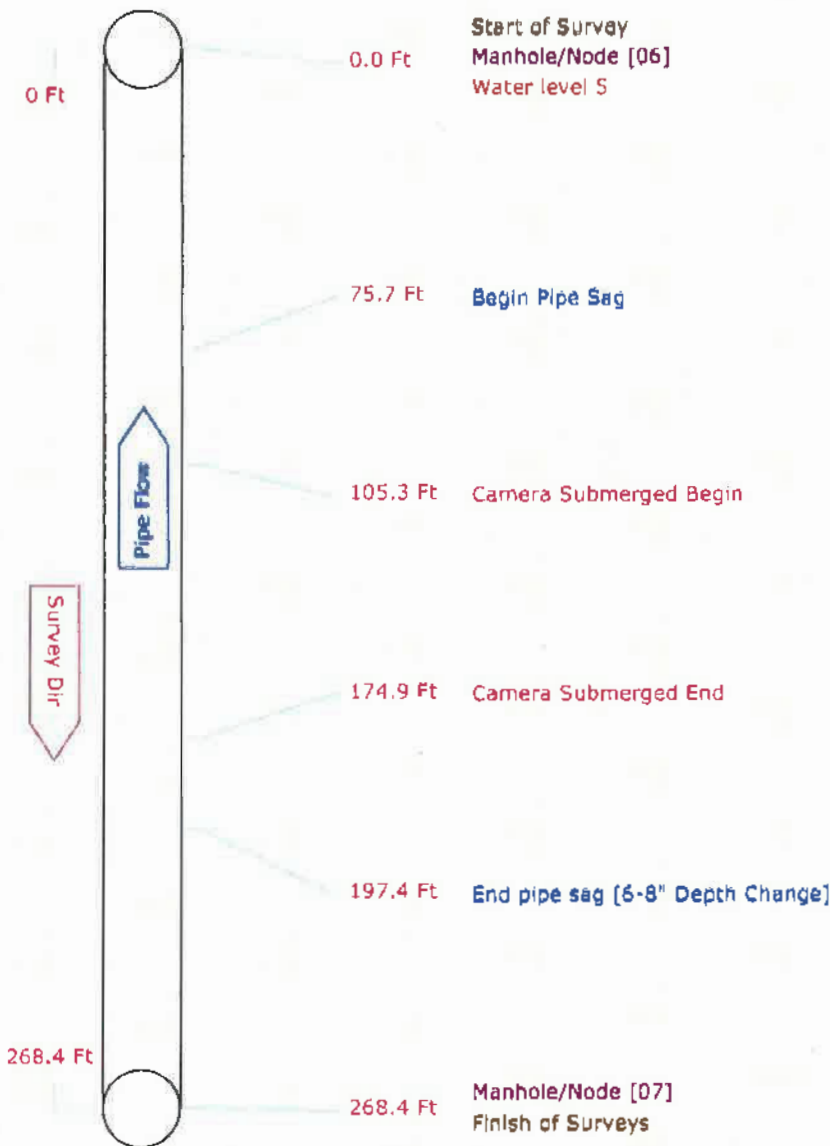 Start of Survay
0.0 Ft Manhole/Node [06]
Water level S
0 Ft
75.7 Ft Begin Pipe Sag
Pipe Flow
105.3 Ft Camera Submerged Begin
Survey Dir
174.9 Ft Camera Submerged End
197.4 Ft End pipe sag [6-8" Depth Change]
268.4 Ft
Manhole/Node [07]
268.4 Ft
Finish of Surveys